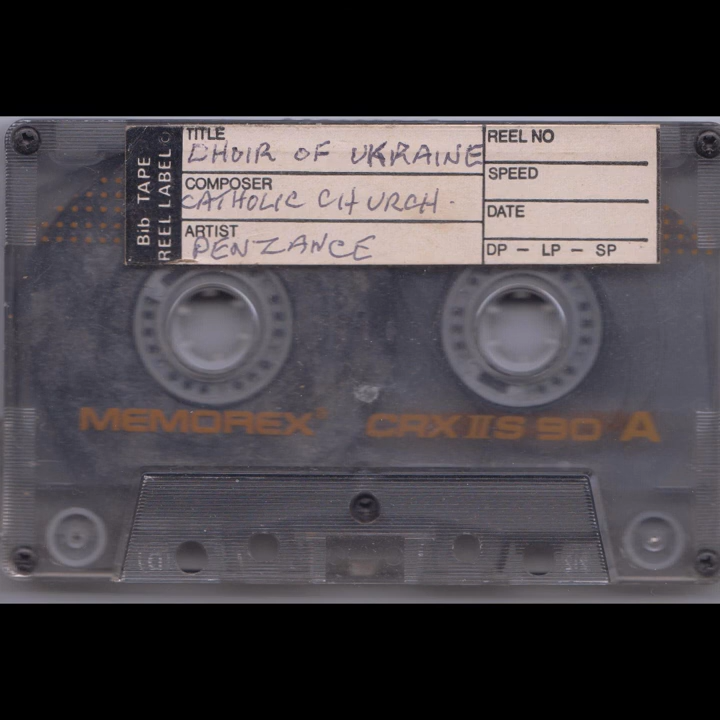 Bib TAPE
REEL LABEL
TITLE
CHOIR OF UKRAINE
COMPOSER
CATHOLIC CHURCH.
ARTIST
PENZANCE
REEL NO
SPEED
DATE
DP – LP – SP
MEMOREX CRX II S 90 A